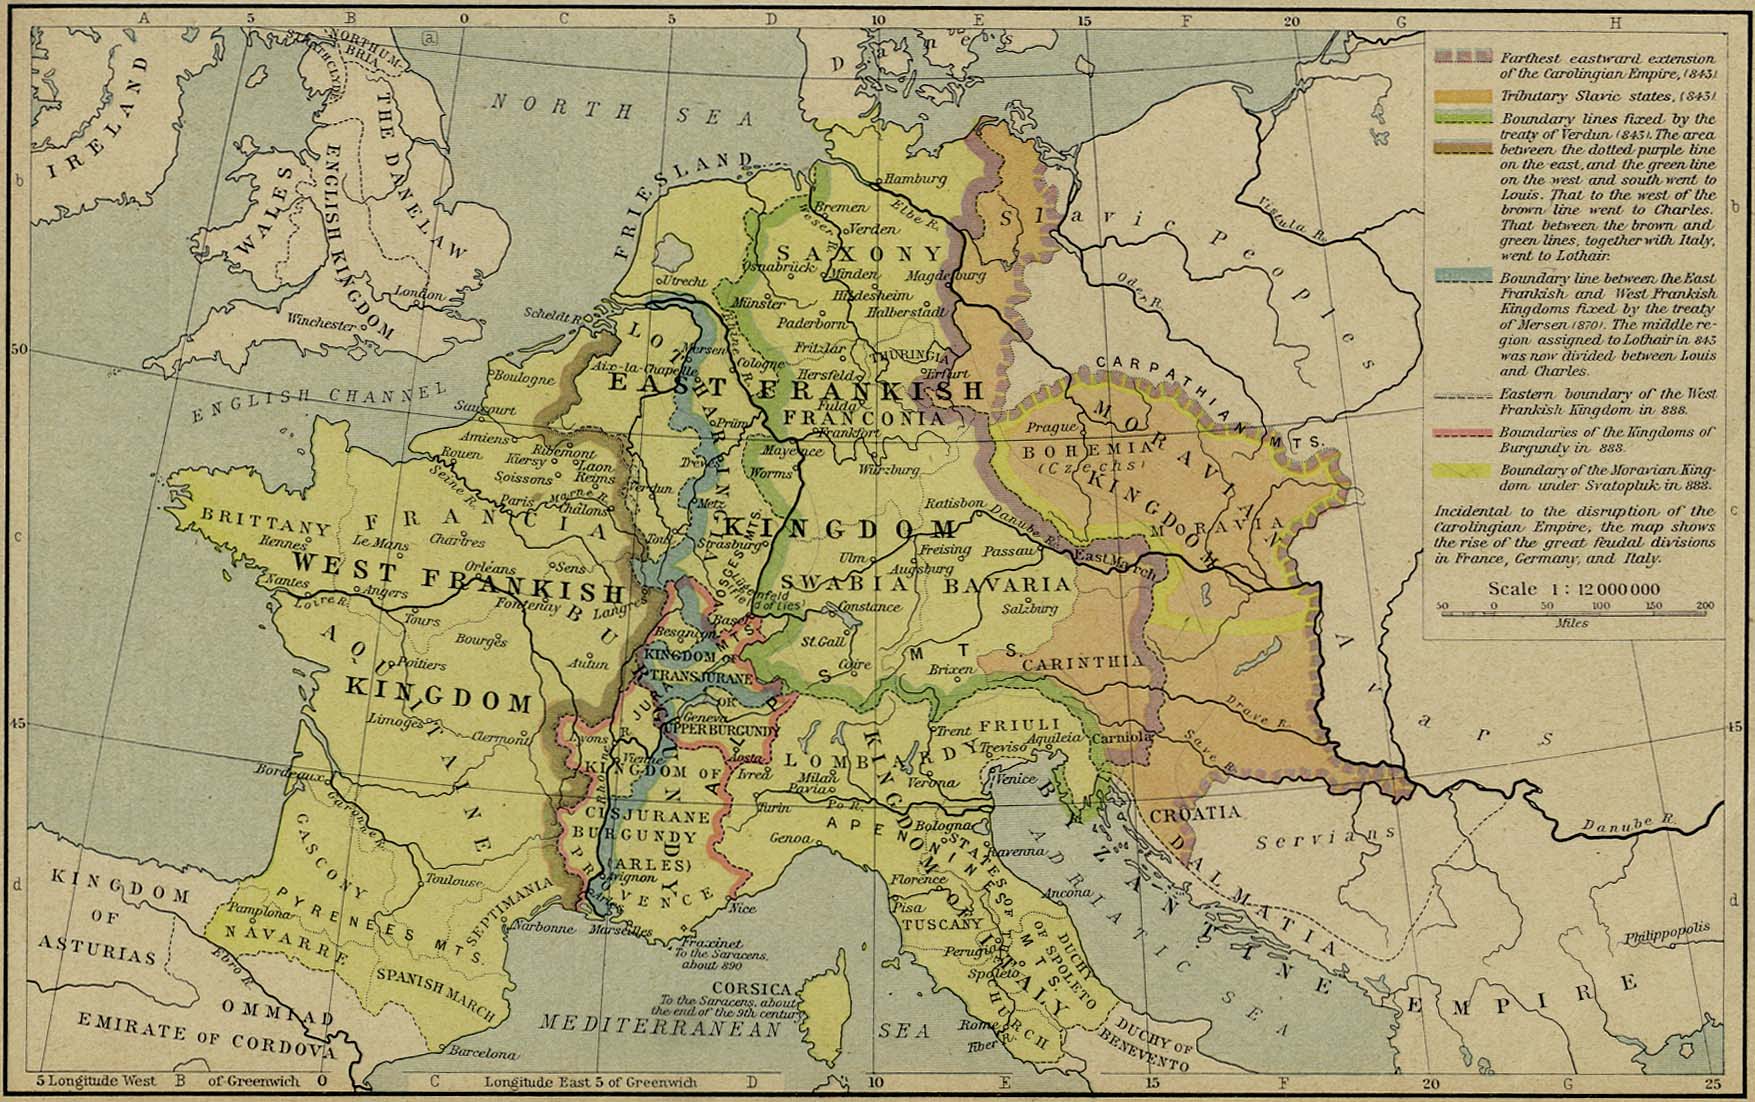 A 5 B 0 C 5 D 10 E 15 F 20 G H
a
IRELAND
STRATHCLYDE
NORTHUM-
BRIA
THE DANELAW
ENGLISH KINGDOM
WALES
London
Winchester
NORTH SEA
ENGLISH CHANNEL
Danes
FRIESLAND
Hamburg
Elbe R.
Bremen
Weser R.
Verden
SAXONY
Osnabrück
Minden
Magdeburg
Utrecht
Hildesheim
Münster
Halberstadt
Scheldt R.
Paderborn
Rhine R.
LOTHARINGIA
Mersen
Fritzlar
THURINGIA
Cologne
Aix-la-Chapelle
Hersfeld
Erfurt
Boulogne
EAST FRANKISH
KINGDOM
Fulda
FRANCONIA
Frankfort
Saucourt
Prüm
Amiens
Mayence
Rouen
Ribemont
Kiersy
Laon
Trèves
Worms
Würzburg
Soissons
Reims
Seine R.
Verdun
Paris
Marne R.
Châlons
Metz
Ratisbon
Danube R.
BRITTANY
FRANCIA
Rennes
Le Mans
Chartres
Toul
Strasburg
VOSGES MTS.
Ulm
Freising
Passau
Augsburg
East March
WEST FRANKISH
KINGDOM
Orléans
Sens
SWABIA
BAVARIA
Nantes
Angers
Loire R.
Tours
Fontenay
Langres
Lügenfeld
(Field of Lies)
Constance
Salzburg
Basel
BURGUNDY
Besançon
St. Gall
Bourges
Autun
KINGDOM OF
TRANSJURANE
OR
UPPER BURGUNDY
JURA MTS.
Coire
Brixen
ALPS MTS.
CARINTHIA
AQUITAINE
Poitiers
Geneva
Limoges
Clermont
Lyons
R.
Vienne
Rhone
Aosta
Ivrea
LOMBARDY
Trent
FRIULI
Aquileia
Treviso
Carniola
Drave R.
Save R.
Milan
Pavia
Verona
Venice
Bordeaux
Garonne R.
KINGDOM OF
CISJURANE
BURGUNDY
(ARLES)
Turin
Po R.
KINGDOM OF ITALY
APENNINES MTS.
Genoa
Bologna
Ravenna
GASCONY
Avignon
PROVENCE
Arles
Toulouse
SEPTIMANIA
Florence
STATES OF
Ancona
PYRENEES MTS.
Nice
Pisa
TUSCANY
Pamplona
NAVARRE
Narbonne
Marseilles
Fraxinet
To the Saracens,
about 890
Perugia
DUCHY
OF SPOLETO
Spoleto
KINGDOM
OF
ASTURIAS
Ebro R.
SPANISH MARCH
CORSICA
To the Saracens, about
the end of the 9th century
CHURCH
Rome
Tiber R.
DUCHY OF
BENEVENTO
OMMIAD
EMIRATE OF CORDOVA
Barcelona
MEDITERRANEAN SEA
ADRIATIC SEA
Slavic Peoples
Vistula R.
Oder R.
CARPATHIAN MTS.
MORAVIAN
KINGDOM
Prague
BOHEMIA
(Czechs)
MORAVIA
Avars
CROATIA
DALMATIA
Servians
Danube R.
BYZANTINE EMPIRE
Philippopolis
Farthest eastward extension
of the Carolingian Empire, (843)
Tributary Slavic states, (843)
Boundary lines fixed by the
treaty of Verdun (843). The area
between the dotted purple line
on the east, and the green line
on the west and south went to
Louis. That to the west of the
brown line went to Charles.
That between the brown and
green lines, together with Italy,
went to Lothair.
Boundary line between the East
Frankish and West Frankish
Kingdoms fixed by the treaty
of Mersen (870). The middle re-
gion assigned to Lothair in 843
was now divided between Louis
and Charles.
Eastern boundary of the West
Frankish Kingdom in 888.
Boundaries of the Kingdoms of
Burgundy in 888.
Boundary of the Moravian King-
dom under Svatopluk in 888.
Incidental to the disruption of the
Carolingian Empire, the map shows
the rise of the great feudal divisions
in France, Germany, and Italy.
Scale 1 : 12 000 000
50 0 50 100 150 200
Miles
b
50
c
45
d
b
c
45
d
5 Longitude West B of Greenwich 0 C Longitude East 5 of Greenwich D 10 E 15 F 20 G 25